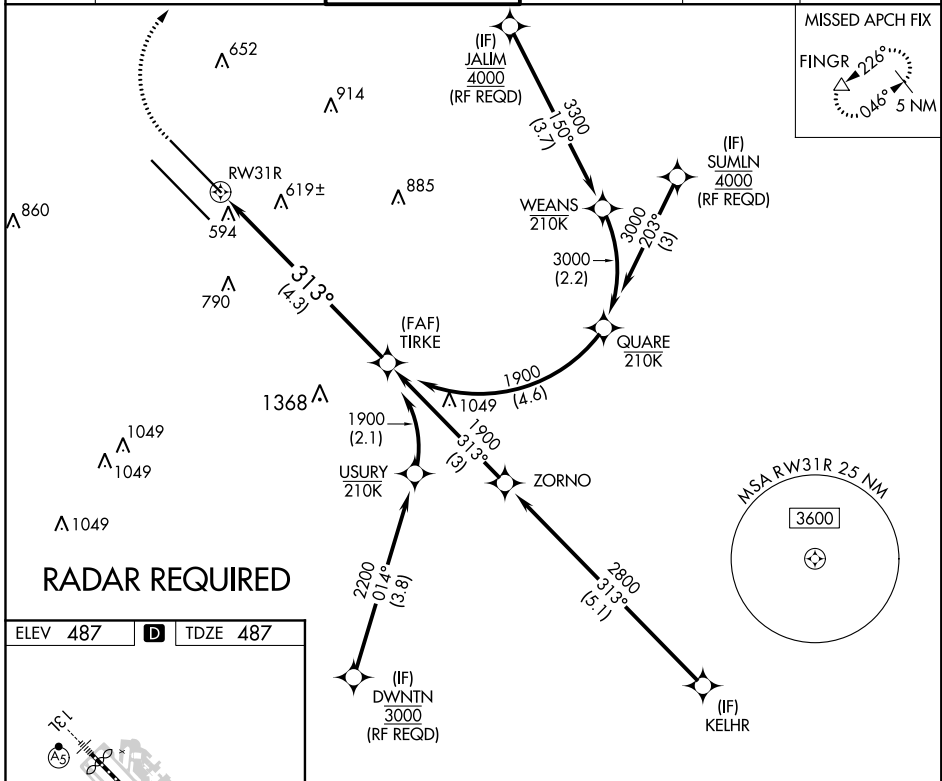 MISSED APCH FIX
FINGR
226°
046°
5 NM
652
914
(IF)
JALIM
4000
(RF REQD)
3300
150°
(3.7)
(IF)
SUMLN
4000
(RF REQD)
RW31R
619±
885
594
860
WEANS
210K
3000
203°
(3)
3000
(2.2)
790
313°
(4.3)
(FAF)
TIRKE
QUARE
210K
1900
(4.6)
1368
1049
1900
(2.1)
1900
313°
(3)
1049
1049
USURY
210K
ZORNO
1049
MSA RW31R 25 NM
3600
RADAR REQUIRED
2200
014°
(3.8)
2800
313°
(5.1)
ELEV 487 D TDZE 487
(IF)
DWNTN
3000
(RF REQD)
(IF)
KELHR
13L
A5
x